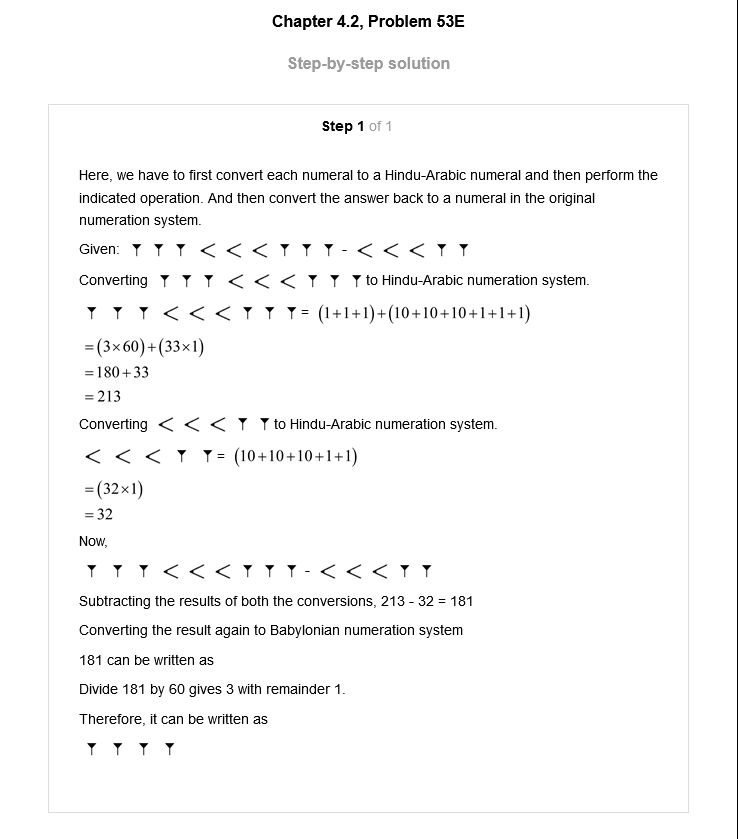 Chapter 4.2, Problem 53E
Step-by-step solution
Step 1 of 1
Here, we have to first convert each numeral to a Hindu-Arabic numeral and then perform the
indicated operation. And then convert the answer back to a numeral in the original
numeration system.
Given: 𒁹 𒁹 𒁹 < < < 𒁹 𒁹 𒁹 - < < < 𒁹 𒁹
Converting 𒁹 𒁹 𒁹 < < < 𒁹 𒁹 𒁹 to Hindu-Arabic numeration system.
𒁹 𒁹 𒁹 < < < 𒁹 𒁹 𒁹 = (1+1+1)+(10+10+10+1+1+1)
=(3×60)+(33×1)
=180+33
=213
Converting < < < 𒁹 𒁹 to Hindu-Arabic numeration system.
< < < 𒁹 𒁹 = (10+10+10+1+1)
=(32×1)
=32
Now,
𒁹 𒁹 𒁹 < < < 𒁹 𒁹 𒁹 - < < < 𒁹 𒁹
Subtracting the results of both the conversions, 213 - 32 = 181
Converting the result again to Babylonian numeration system
181 can be written as
Divide 181 by 60 gives 3 with remainder 1.
Therefore, it can be written as
𒁹 𒁹 𒁹 𒁹